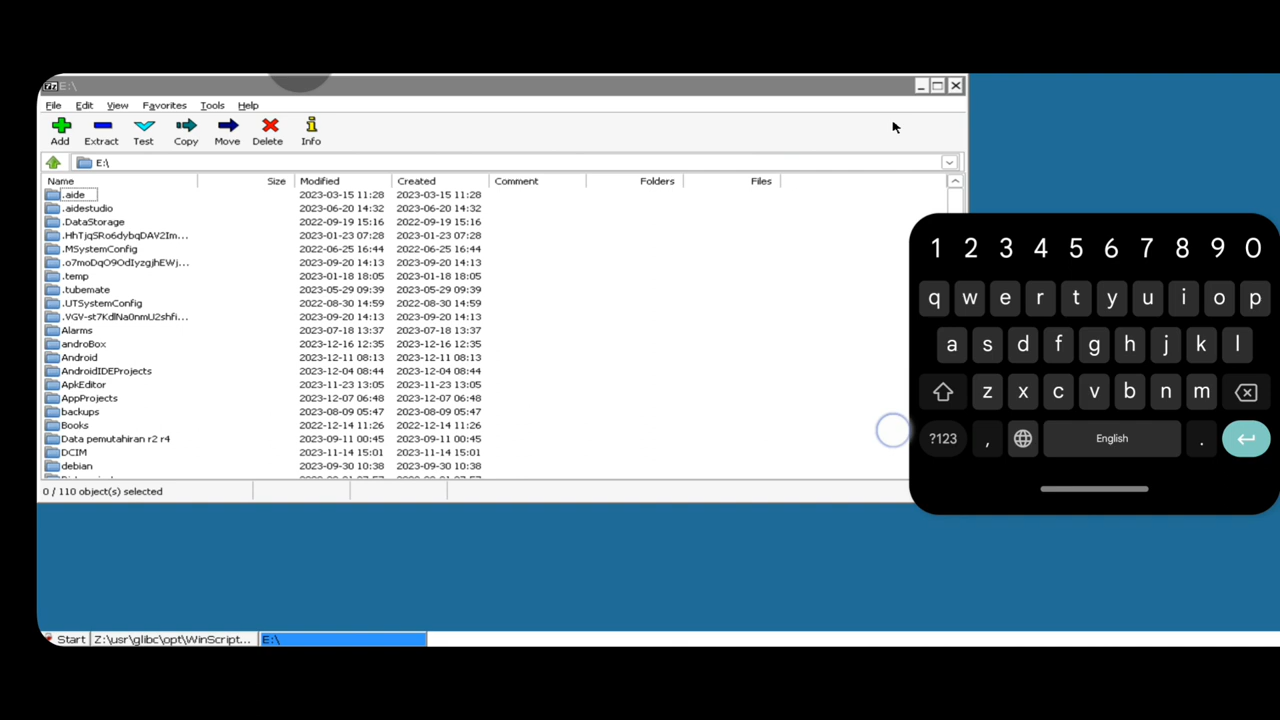 E:\
File Edit View Favorites Tools Help
Add Extract Test Copy Move Delete Info
E:\
Name Size Modified Created Comment Folders Files
.aide 2023-03-15 11:28 2023-03-15 11:28
.aidestudio 2023-06-20 14:32 2023-06-20 14:32
.DataStorage 2022-09-19 15:16 2022-09-19 15:16
.HhTjqSRo6dybqDAV2Im... 2023-01-23 07:28 2023-01-23 07:28
.MSystemConfig 2022-06-25 16:44 2022-06-25 16:44
.o7moDqO9OdIyzgjhEWj... 2023-09-20 14:13 2023-09-20 14:13
.temp 2023-01-18 18:05 2023-01-18 18:05
.tubemate 2023-05-29 09:39 2023-05-29 09:39
.UTSystemConfig 2022-08-30 14:59 2022-08-30 14:59
.VGV-st7KdlNa0nmU2shfi... 2023-09-20 14:13 2023-09-20 14:13
Alarms 2023-07-18 13:37 2023-07-18 13:37
androBox 2023-12-16 12:35 2023-12-16 12:35
Android 2023-12-11 08:13 2023-12-11 08:13
AndroidIDEProjects 2023-12-04 08:44 2023-12-04 08:44
ApkEditor 2023-11-23 13:05 2023-11-23 13:05
AppProjects 2023-12-07 06:48 2023-12-07 06:48
backups 2023-08-09 05:47 2023-08-09 05:47
Books 2022-12-14 11:26 2022-12-14 11:26
Data pemutahiran r2 r4 2023-09-11 00:45 2023-09-11 00:45
DCIM 2023-11-14 15:01 2023-11-14 15:01
debian 2023-09-30 10:38 2023-09-30 10:38
0 / 110 object(s) selected
1 2 3 4 5 6 7 8 9 0
q w e r t y u i o p
a s d f g h j k l
z x c v b n m
?123 , English .
Start Z:\usr\glibc\opt\WinScript... E:\